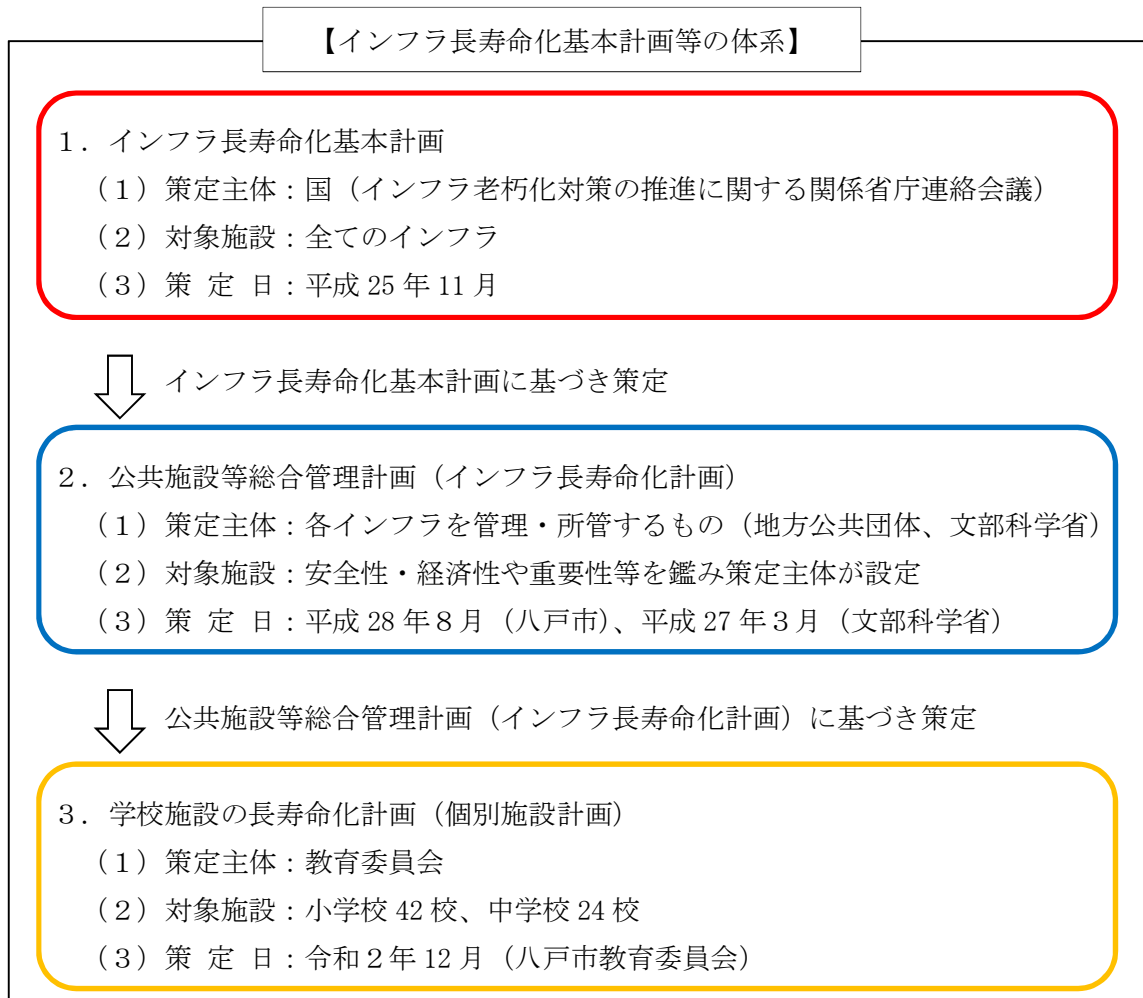 【インフラ長寿命化基本計画等の体系】
１．インフラ長寿命化基本計画
（１）策定主体：国（インフラ老朽化対策の推進に関する関係省庁連絡会議）
（２）対象施設：全てのインフラ
（３）策 定 日：平成 25 年 11 月
インフラ長寿命化基本計画に基づき策定
２．公共施設等総合管理計画（インフラ長寿命化計画）
（１）策定主体：各インフラを管理・所管するもの（地方公共団体、文部科学省）
（２）対象施設：安全性・経済性や重要性等を鑑み策定主体が設定
（３）策 定 日：平成 28 年８月（八戸市）、平成 27 年３月（文部科学省）
公共施設等総合管理計画（インフラ長寿命化計画）に基づき策定
３．学校施設の長寿命化計画（個別施設計画）
（１）策定主体：教育委員会
（２）対象施設：小学校 42 校、中学校 24 校
（３）策 定 日：令和２年 12 月（八戸市教育委員会）